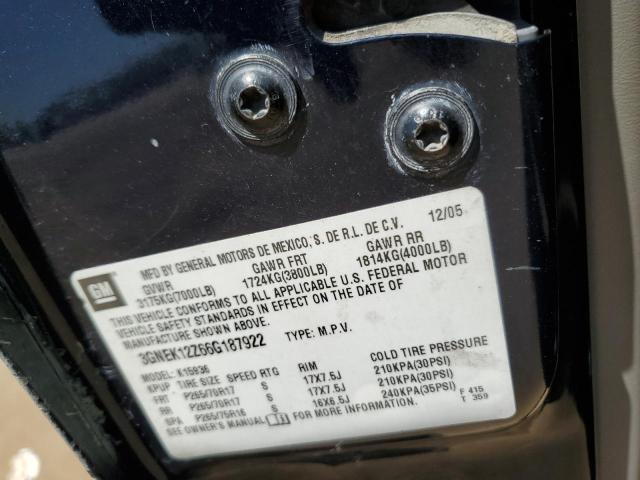 GM
MFD BY GENERAL MOTORS DE MEXICO, S. DE R.L. DE C.V. 12/05
GVWR GAWR FRT GAWR RR
3175KG(7000LB) 1724KG(3800LB) 1814KG(4000LB)
THIS VEHICLE CONFORMS TO ALL APPLICABLE U.S. FEDERAL MOTOR
VEHICLE SAFETY STANDARDS IN EFFECT ON THE DATE OF
MANUFACTURE SHOWN ABOVE.
3GNEK12Z66G187922 TYPE: M.P.V.
MODEL: K15936
KPUP TIRE SIZE SPEED RTG RIM COLD TIRE PRESSURE
FRT P265/70R17 S 17X7.5J 210KPA(30PSI)
RR P265/70R17 S 17X7.5J 210KPA(30PSI)
SPA P265/75R16 S 16X6.5J 240KPA(35PSI)
SEE OWNER'S MANUAL FOR MORE INFORMATION.
F 415
T 359